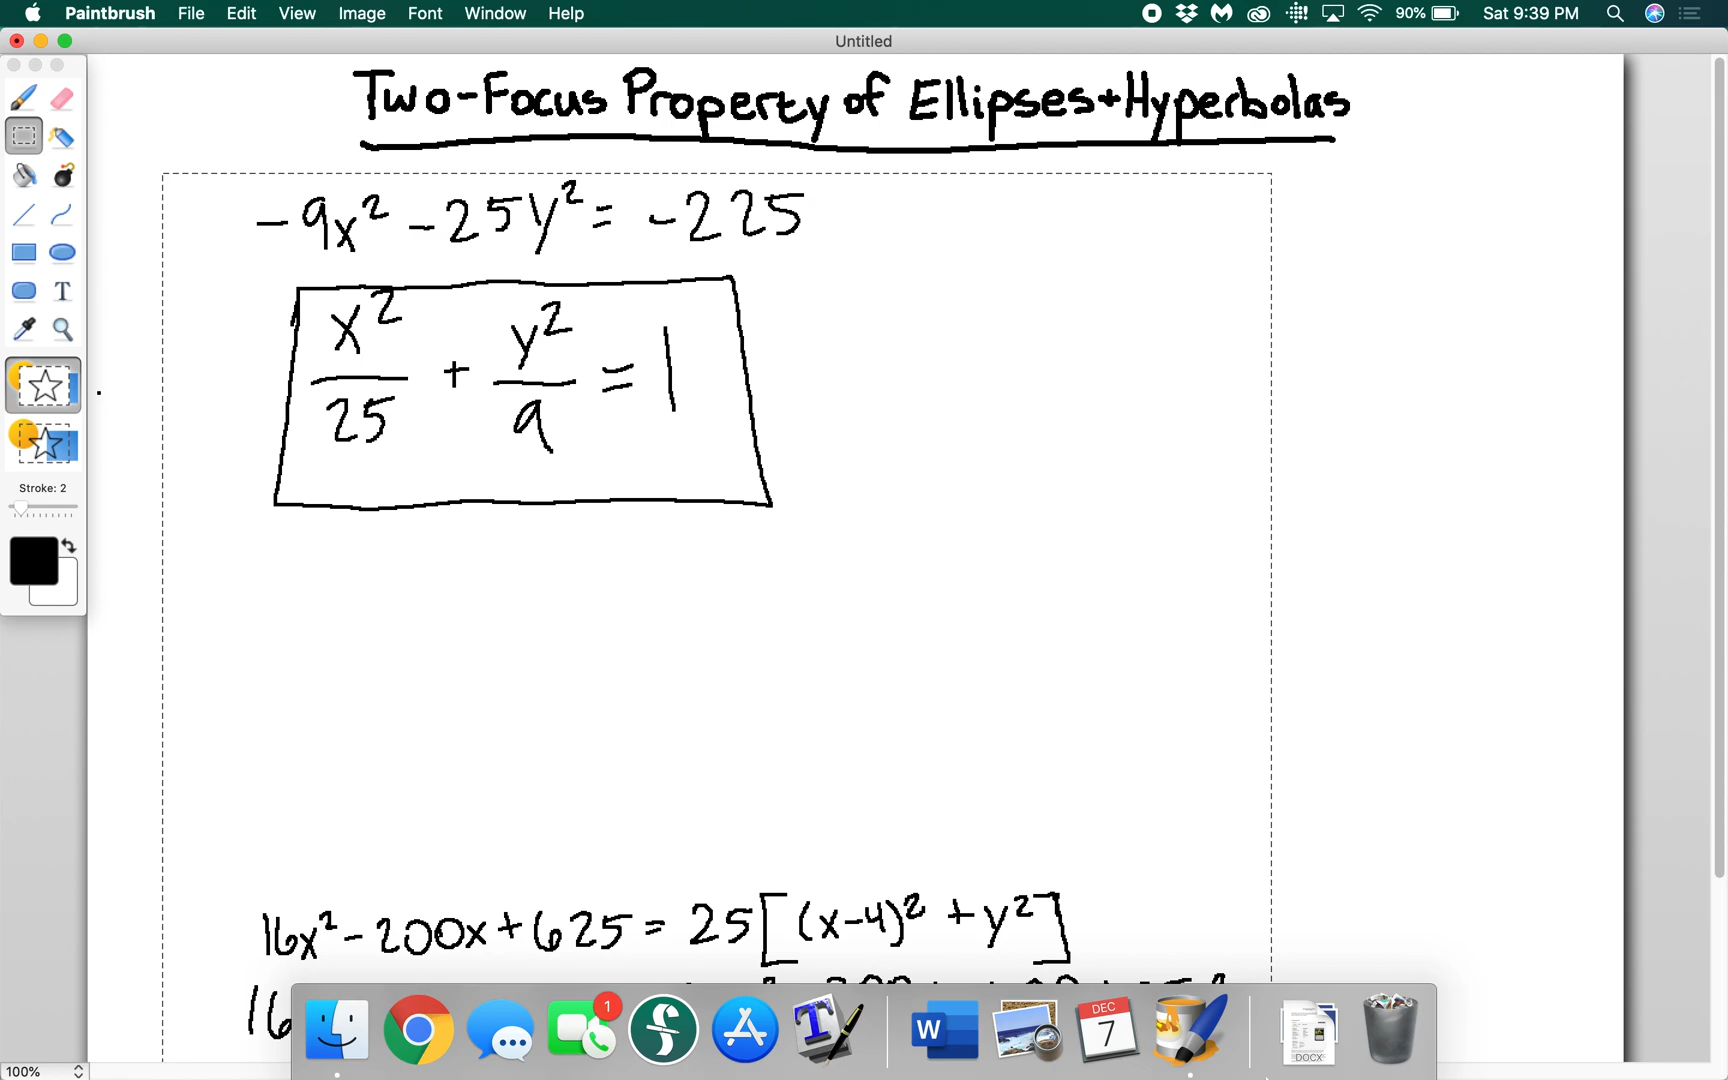 Paintbrush File Edit View Image Font Window Help 90% Sat 9:39 PM
Untitled
Two-Focus Property of Ellipses+Hyperbolas
-9x² -25y² = -225
x²/25 + y²/9 = 1
T
Stroke: 2
16x² - 200x + 625 = 25[(x-4)² + y²]
16
1
T
W
DEC
7
DOCX
100%